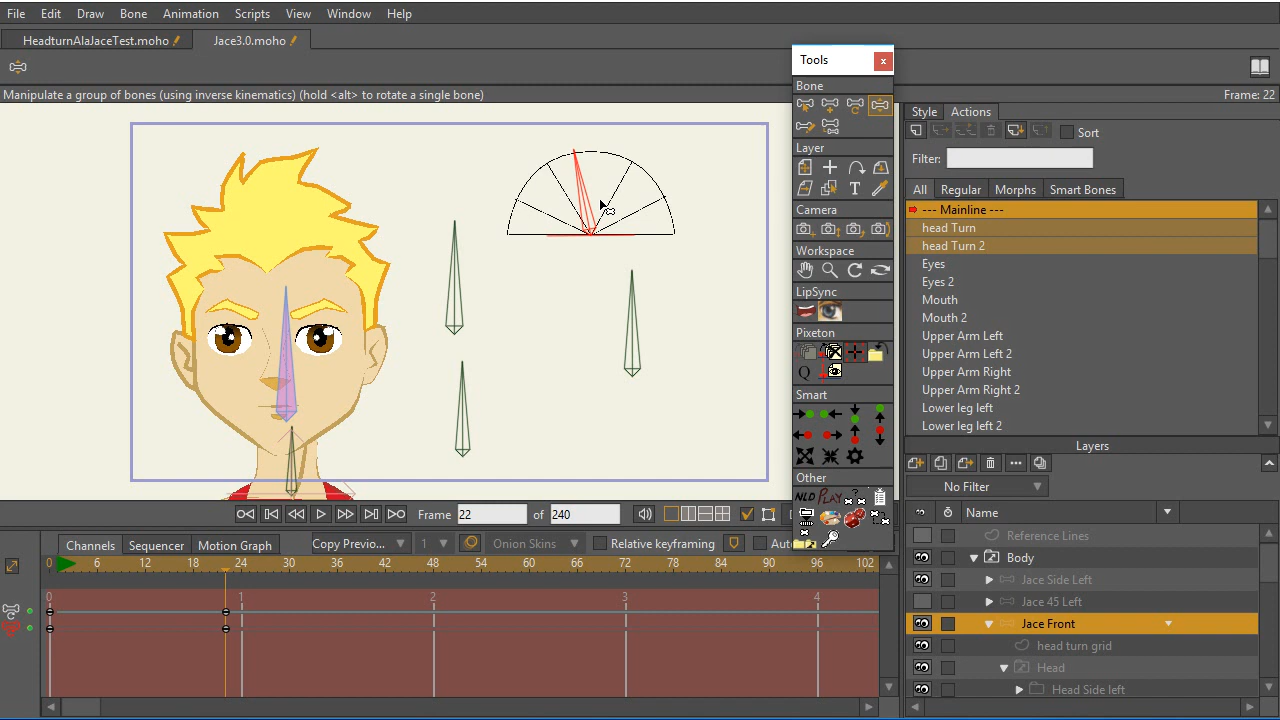 File Edit Draw Bone Animation Scripts View Window Help
HeadturnAlaJaceTest.moho Jace3.0.moho
Manipulate a group of bones (using inverse kinematics) (hold <alt> to rotate a single bone) Frame: 22
Tools
Bone
Layer
T
Camera
Workspace
LipSync
Pixeton
Q
Smart
Other
NLD PLAY
Style Actions
Sort
Filter:
All Regular Morphs Smart Bones
--- Mainline ---
head Turn
head Turn 2
Eyes
Eyes 2
Mouth
Mouth 2
Upper Arm Left
Upper Arm Left 2
Upper Arm Right
Upper Arm Right 2
Lower leg left
Lower leg left 2
Layers
No Filter
Name
Reference Lines
Body
Jace Side Left
Jace 45 Left
Jace Front
head turn grid
Head
Head Side left
Frame 22 of 240
Channels Sequencer Motion Graph Copy Previo... 1 Onion Skins Relative keyframing Auto
0 6 12 18 24 30 36 42 48 54 60 66 72 78 84 90 96 102
0 1 2 3 4